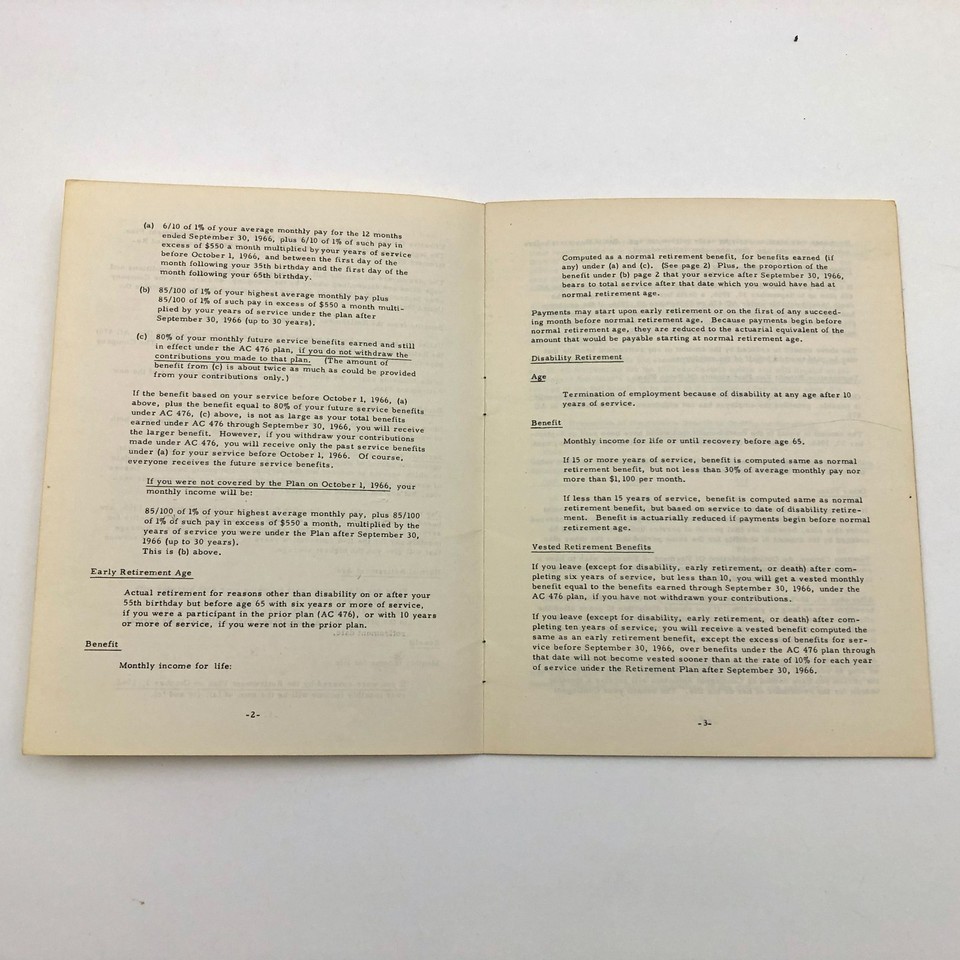 (a) 6/10 of 1% of your average monthly pay for the 12 months
ended September 30, 1966, plus 6/10 of 1% of such pay in
excess of $550 a month multiplied by your years of service
before October 1, 1966, and between the first day of the
month following your 35th birthday and the first day of the
month following your 65th birthday.
(b) 85/100 of 1% of your highest average monthly pay plus
85/100 of 1% of such pay in excess of $550 a month multi-
plied by your years of service under the plan after
September 30, 1966 (up to 30 years).
(c) 80% of your monthly future service benefits earned and still
in effect under the AC 476 plan, if you do not withdraw the
contributions you made to that plan. (The amount of
benefit from (c) is about twice as much as could be provided
from your contributions only.)
If the benefit based on your service before October 1, 1966, (a)
above, plus the benefit equal to 80% of your future service benefits
under AC 476, (c) above, is not as large as your total benefits
earned under AC 476 through September 30, 1966, you will receive
the larger benefit. However, if you withdraw your contributions
made under AC 476, you will receive only the past service benefits
under (a) for your service before October 1, 1966. Of course,
everyone receives the future service benefits.
If you were not covered by the Plan on October 1, 1966, your
monthly income will be:
85/100 of 1% of your highest average monthly pay, plus 85/100
of 1% of such pay in excess of $550 a month, multiplied by the
years of service you were under the Plan after September 30,
1966 (up to 30 years).
This is (b) above.
Early Retirement Age
Actual retirement for reasons other than disability on or after your
55th birthday but before age 65 with six years or more of service,
if you were a participant in the prior plan (AC 476), or with 10 years
or more of service, if you were not in the prior plan.
Benefit
Monthly income for life:
-2-
Computed as a normal retirement benefit, for benefits earned (if
any) under (a) and (c). (See page 2) Plus, the proportion of the
benefit under (b) page 2 that your service after September 30, 1966,
bears to total service after that date which you would have had at
normal retirement age.
Payments may start upon early retirement or on the first of any succeed-
ing month before normal retirement age. Because payments begin before
normal retirement age, they are reduced to the actuarial equivalent of the
amount that would be payable starting at normal retirement age.
Disability Retirement
Age
Termination of employment because of disability at any age after 10
years of service.
Benefit
Monthly income for life or until recovery before age 65.
If 15 or more years of service, benefit is computed same as normal
retirement benefit, but not less than 30% of average monthly pay nor
more than $1,100 per month.
If less than 15 years of service, benefit is computed same as normal
retirement benefit, but based on service to date of disability retire-
ment. Benefit is actuarially reduced if payments begin before normal
retirement age.
Vested Retirement Benefits
If you leave (except for disability, early retirement, or death) after com-
pleting six years of service, but less than 10, you will get a vested monthly
benefit equal to the benefits earned through September 30, 1966, under the
AC 476 plan, if you have not withdrawn your contributions.
If you leave (except for disability, early retirement, or death) after com-
pleting ten years of service, you will receive a vested benefit computed the
same as an early retirement benefit, except the excess of benefits for ser-
vice before September 30, 1966, over benefits under the AC 476 plan through
that date will not become vested sooner than at the rate of 10% for each year
of service under the Retirement Plan after September 30, 1966.
-3-